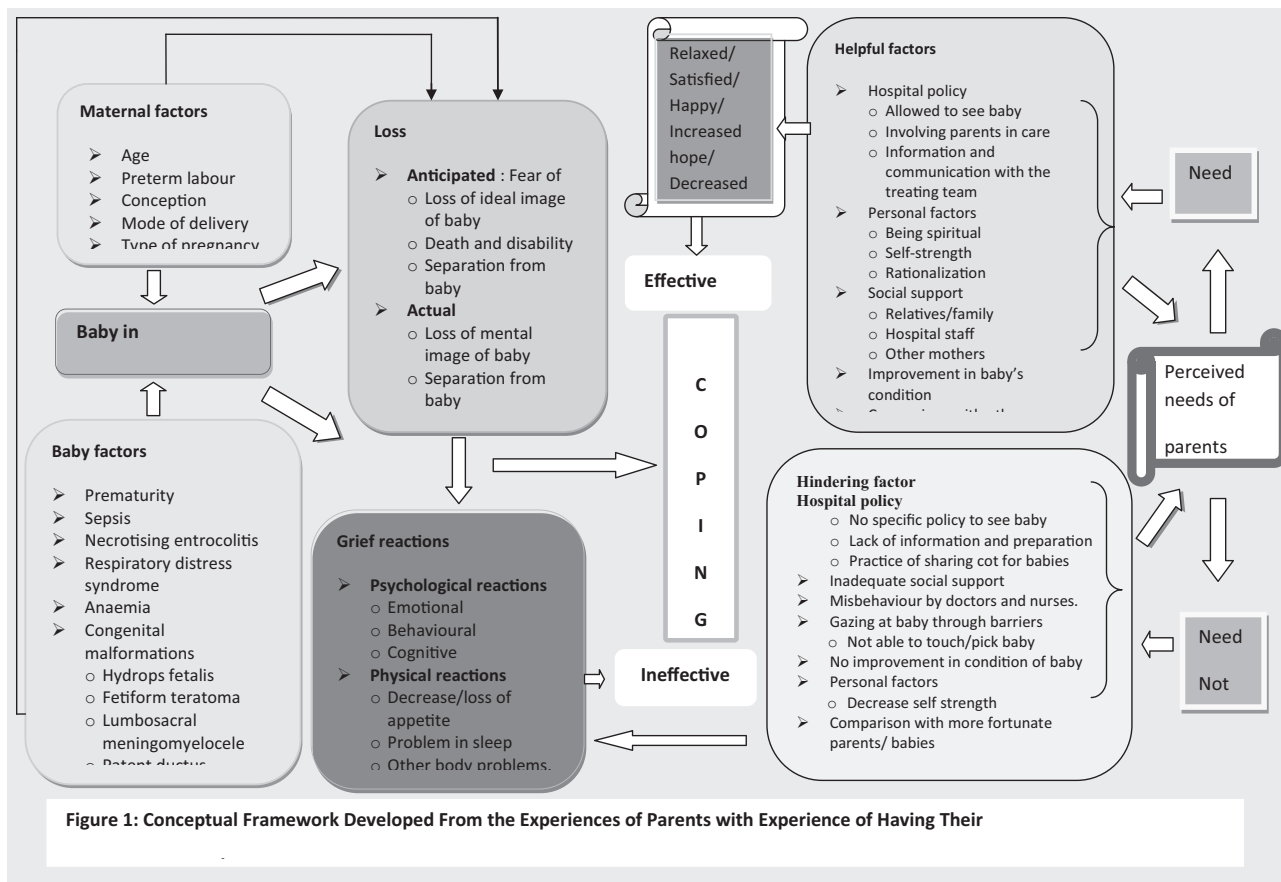 Maternal factors
➢ Age
➢ Preterm labour
➢ Conception
➢ Mode of delivery
➢ Type of pregnancy
Baby in
Baby factors
➢ Prematurity
➢ Sepsis
➢ Necrotising entrocolitis
➢ Respiratory distress
syndrome
➢ Anaemia
➢ Congenital
malformations
o Hydrops fetalis
o Fetiform teratoma
o Lumbosacral
meningomyelocele
o Patent ductus
Loss
➢ Anticipated : Fear of
o Loss of ideal image
of baby
o Death and disability
o Separation from
baby
➢ Actual
o Loss of mental
image of baby
o Separation from
baby
Grief reactions
➢ Psychological reactions
o Emotional
o Behavioural
o Cognitive
➢ Physical reactions
o Decrease/loss of
appetite
o Problem in sleep
o Other body problems.
Relaxed/
Satisfied/
Happy/
Increased
hope/
Decreased
Effective
C
O
P
I
N
G
Ineffective
Helpful factors
➢ Hospital policy
o Allowed to see baby
o Involving parents in care
o Information and
communication with the
treating team
➢ Personal factors
o Being spiritual
o Self-strength
o Rationalization
➢ Social support
o Relatives/family
o Hospital staff
o Other mothers
➢ Improvement in baby's
condition
Hindering factor
Hospital policy
o No specific policy to see baby
o Lack of information and preparation
o Practice of sharing cot for babies
➢ Inadequate social support
➢ Misbehaviour by doctors and nurses.
➢ Gazing at baby through barriers
o Not able to touch/pick baby
➢ No improvement in condition of baby
➢ Personal factors
o Decrease self strength
➢ Comparison with more fortunate
parents/ babies
Need
Perceived
needs of
parents
Need
Not
Figure 1: Conceptual Framework Developed From the Experiences of Parents with Experience of Having Their